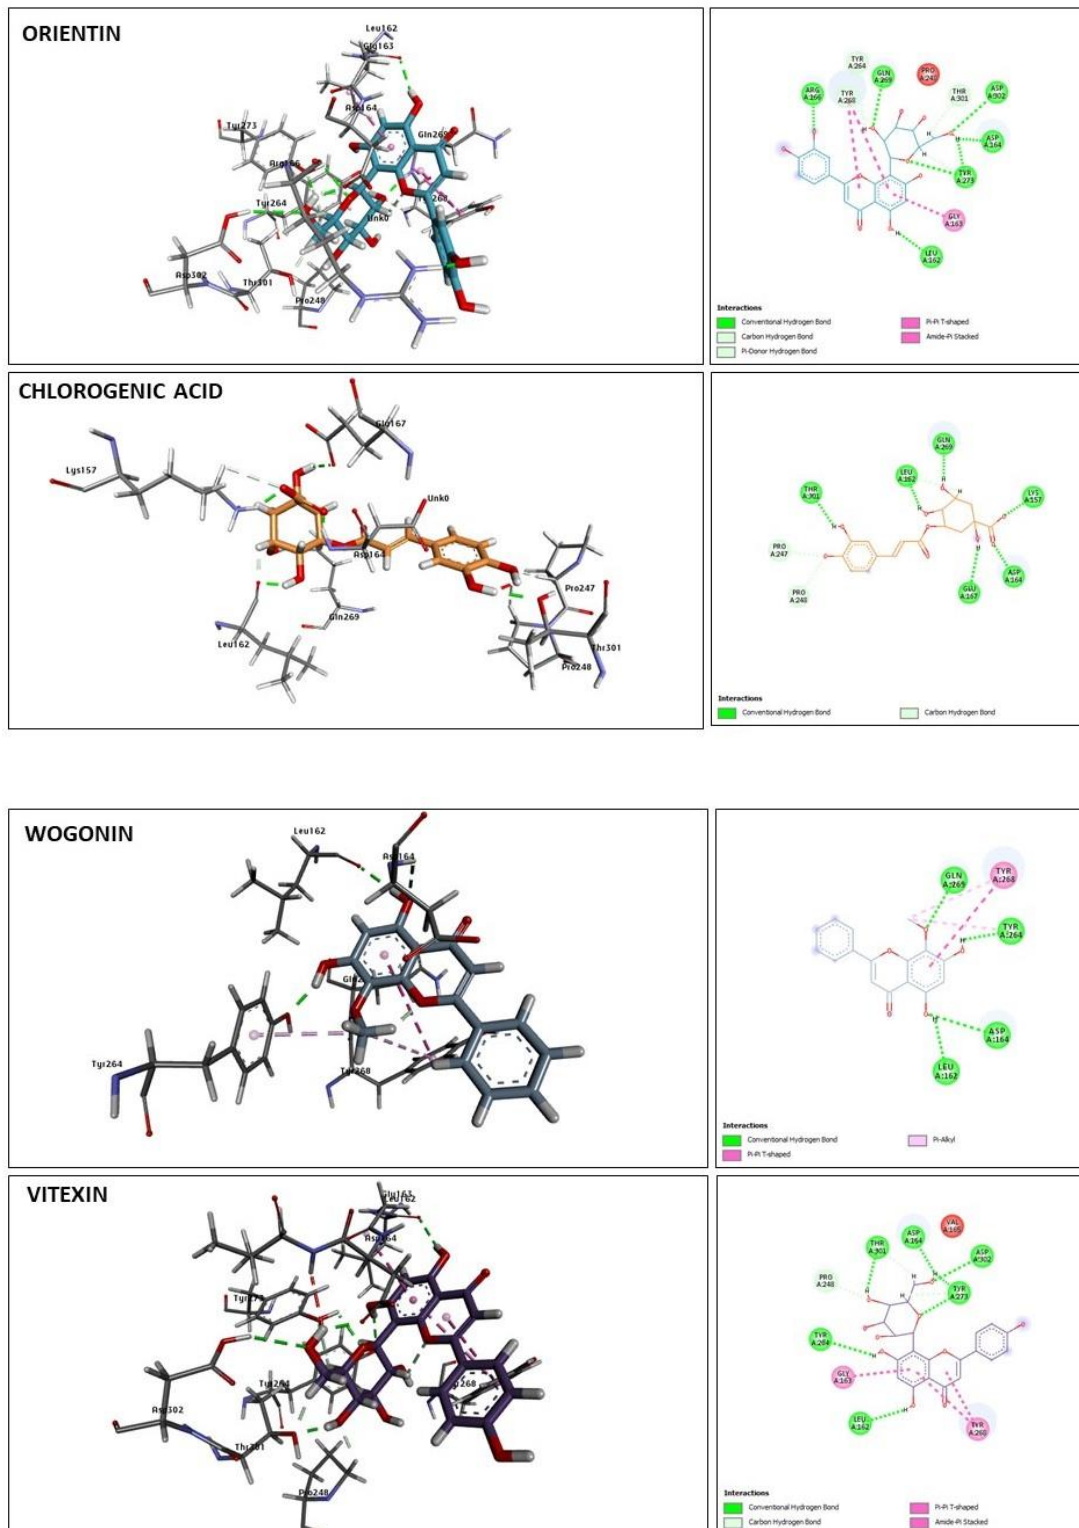 ORIENTIN
Leu162
Gly163
Asp164
Tyr273
Gln269
Tyr264
Unk0
Asp302
Thr301
Pro248
TYR
A:264
GLN
A:269
PRO
A:248
ARG
A:266
TYR
A:268
THR
A:301
ASP
A:302
ASP
A:164
TYR
A:273
GLY
A:163
LEU
A:162
Interactions
Conventional Hydrogen Bond
Carbon Hydrogen Bond
Pi-Donor Hydrogen Bond
Pi-Pi T-shaped
Amide-Pi Stacked
CHLOROGENIC ACID
Glu167
Lys157
Unk0
Asp164
Pro247
Gln269
Leu162
Thr301
Pro248
GLN
A:269
LEU
A:162
THR
A:301
LYS
A:157
PRO
A:247
ASP
A:164
GLU
A:167
PRO
A:248
Interactions
Conventional Hydrogen Bond
Carbon Hydrogen Bond
WOGONIN
Leu162
Tyr264
Tyr268
GLN
A:269
TYR
A:268
TYR
A:264
ASP
A:164
LEU
A:162
Interactions
Conventional Hydrogen Bond
Pi-Pi T-shaped
Pi-Alkyl
VITEXIN
Gly163
Leu162
Asp164
Tyr273
Tyr264
Asp302
Thr301
Pro248
THR
A:301
ASP
A:164
VAL
A:165
ASP
A:302
PRO
A:248
TYR
A:273
TYR
A:264
GLY
A:163
LEU
A:162
TYR
A:268
Interactions
Conventional Hydrogen Bond
Carbon Hydrogen Bond
Pi-Pi T-shaped
Amide-Pi Stacked